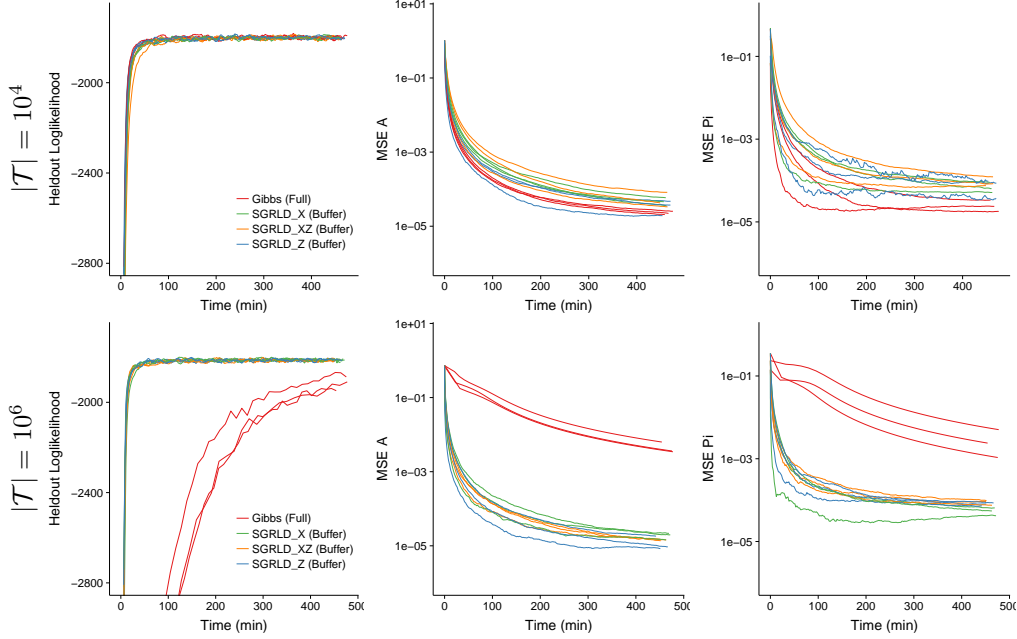 |𝒯| = 10⁴
Heldout Loglikelihood
−2000
−2400
−2800
Gibbs (Full)
SGRLD_X (Buffer)
SGRLD_XZ (Buffer)
SGRLD_Z (Buffer)
0 100 200 300 400 500
Time (min)
MSE A
1e+01
1e−01
1e−03
1e−05
0 100 200 300 400
Time (min)
MSE Pi
1e−01
1e−03
1e−05
0 100 200 300 400
Time (min)
|𝒯| = 10⁶
Heldout Loglikelihood
−2000
−2400
−2800
Gibbs (Full)
SGRLD_X (Buffer)
SGRLD_XZ (Buffer)
SGRLD_Z (Buffer)
0 100 200 300 400 500
Time (min)
MSE A
1e+01
1e−01
1e−03
1e−05
0 100 200 300 400 500
Time (min)
MSE Pi
1e−01
1e−03
1e−05
0 100 200 300 400 500
Time (min)